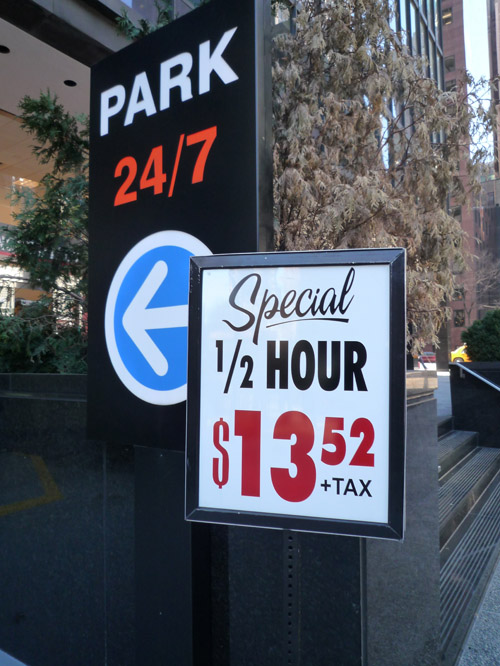 PARK
24/7
Special
1/2 HOUR
$13 52
+TAX